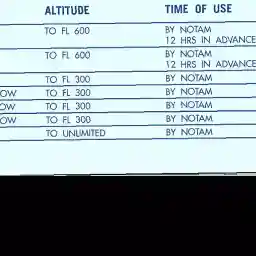 ALTITUDE TIME OF USE
TO FL 600 BY NOTAM
12 HRS IN ADVANCE
TO FL 600 BY NOTAM
12 HRS IN ADVANCE
TO FL 300 BY NOTAM
OW TO FL 300 BY NOTAM
OW TO FL 300 BY NOTAM
OW TO FL 300 BY NOTAM
TO UNLIMITED BY NOTAM